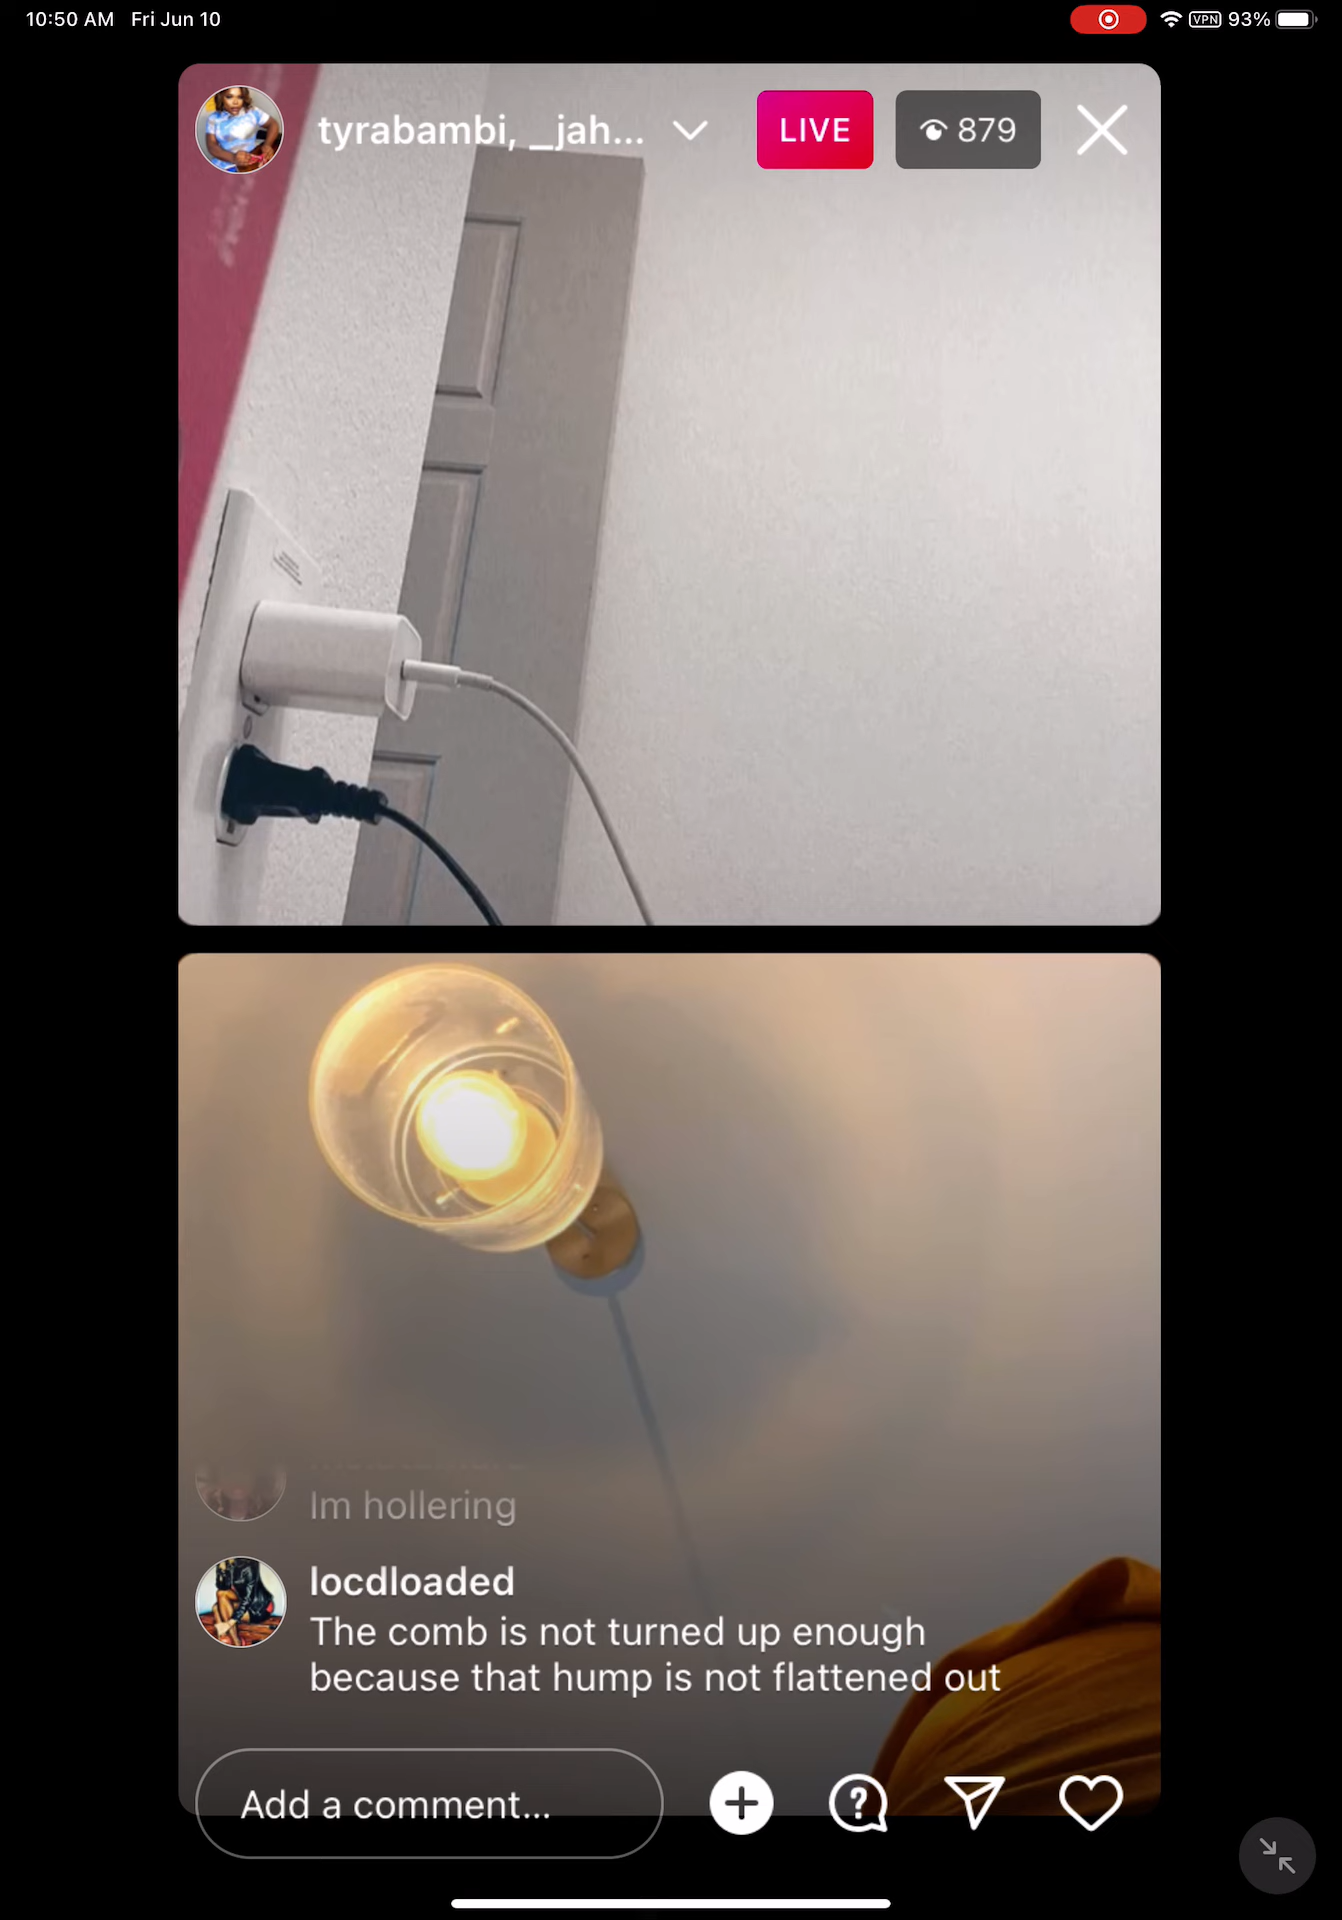 10:50 AM Fri Jun 10
VPN 93%
tyrabambi, _jah...
LIVE
879
Im hollering
locdloaded
The comb is not turned up enough
because that hump is not flattened out
Add a comment...